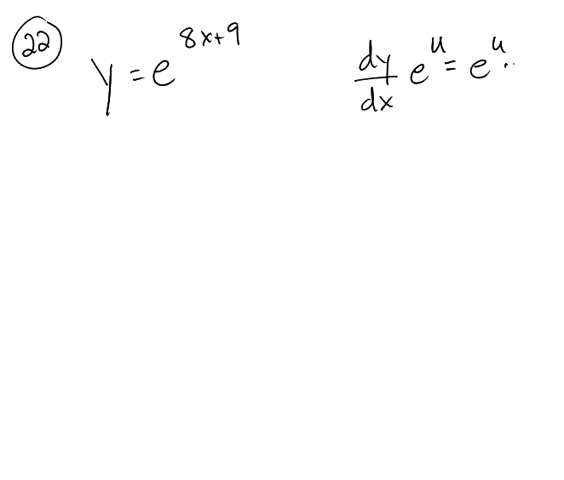 22 y = e^{8x+9}
dy/dx e^u = e^u ·